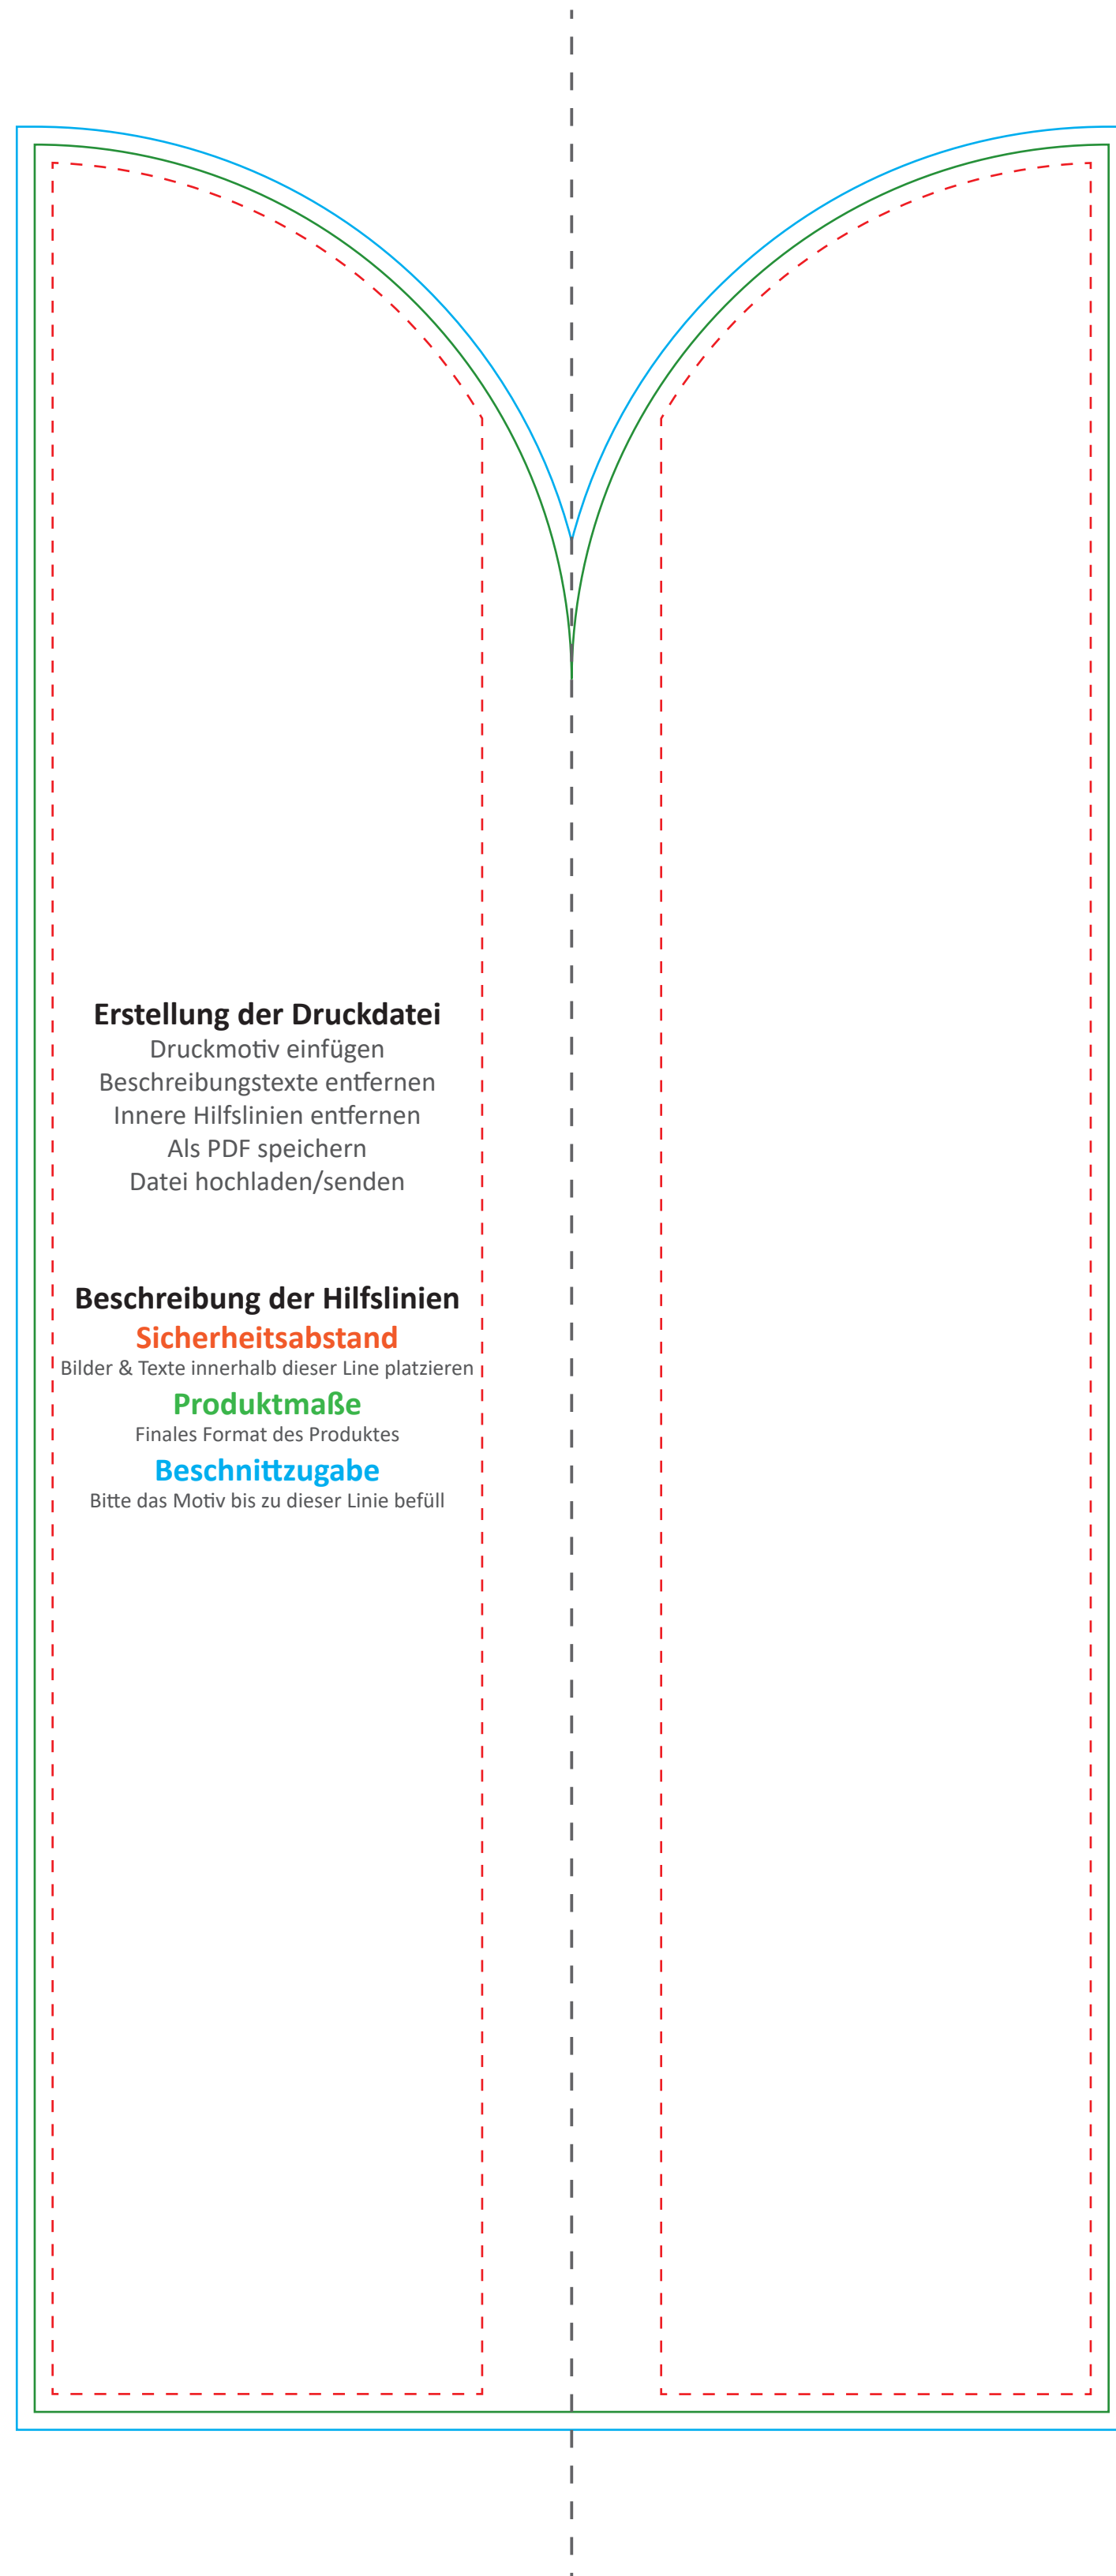 Erstellung der Druckdatei
Druckmotiv einfügen
Beschreibungstexte entfernen
Innere Hilfslinien entfernen
Als PDF speichern
Datei hochladen/senden
Beschreibung der Hilfslinien
Sicherheitsabstand
Bilder & Texte innerhalb dieser Line platzieren
Produktmaße
Finales Format des Produktes
Beschnittzugabe
Bitte das Motiv bis zu dieser Linie befüll